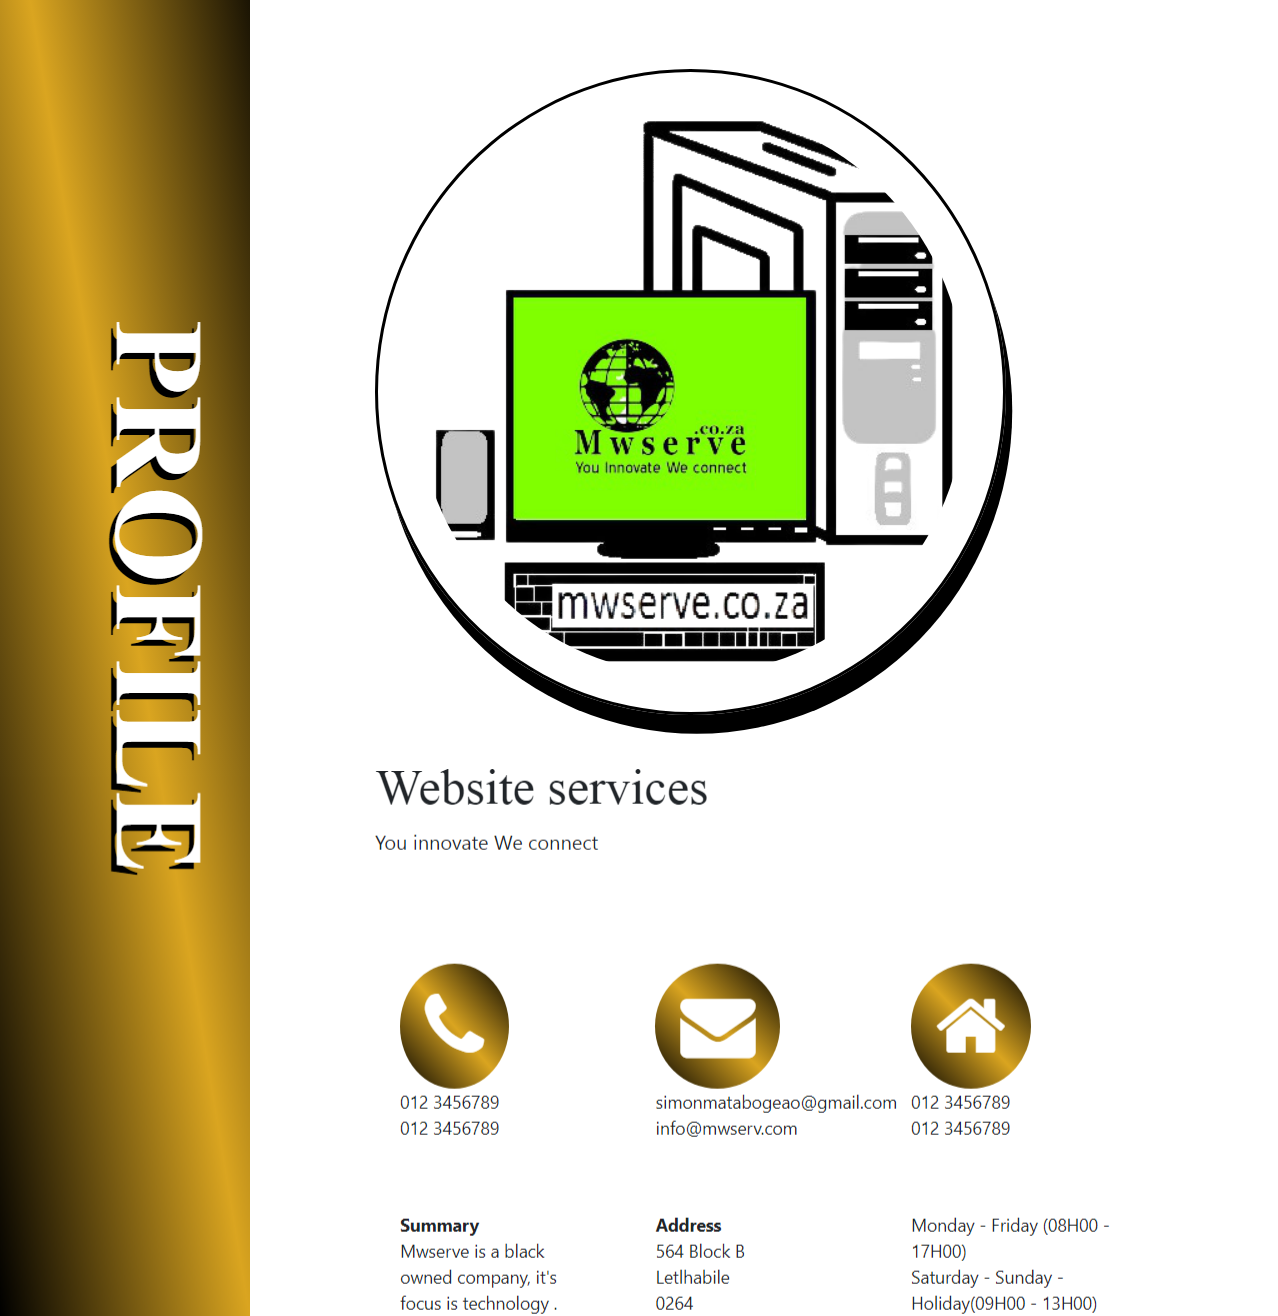 PROFILE
.co.za
Mwserve
You Innovate We connect
mwserve.co.za
Website services
You innovate We connect
012 3456789
012 3456789
simonmatabogeao@gmail.com
info@mwserv.com
012 3456789
012 3456789
Summary
Mwserve is a black
owned company, it's
focus is technology .
Address
564 Block B
Letlhabile
0264
Monday - Friday (08H00 -
17H00)
Saturday - Sunday -
Holiday(09H00 - 13H00)